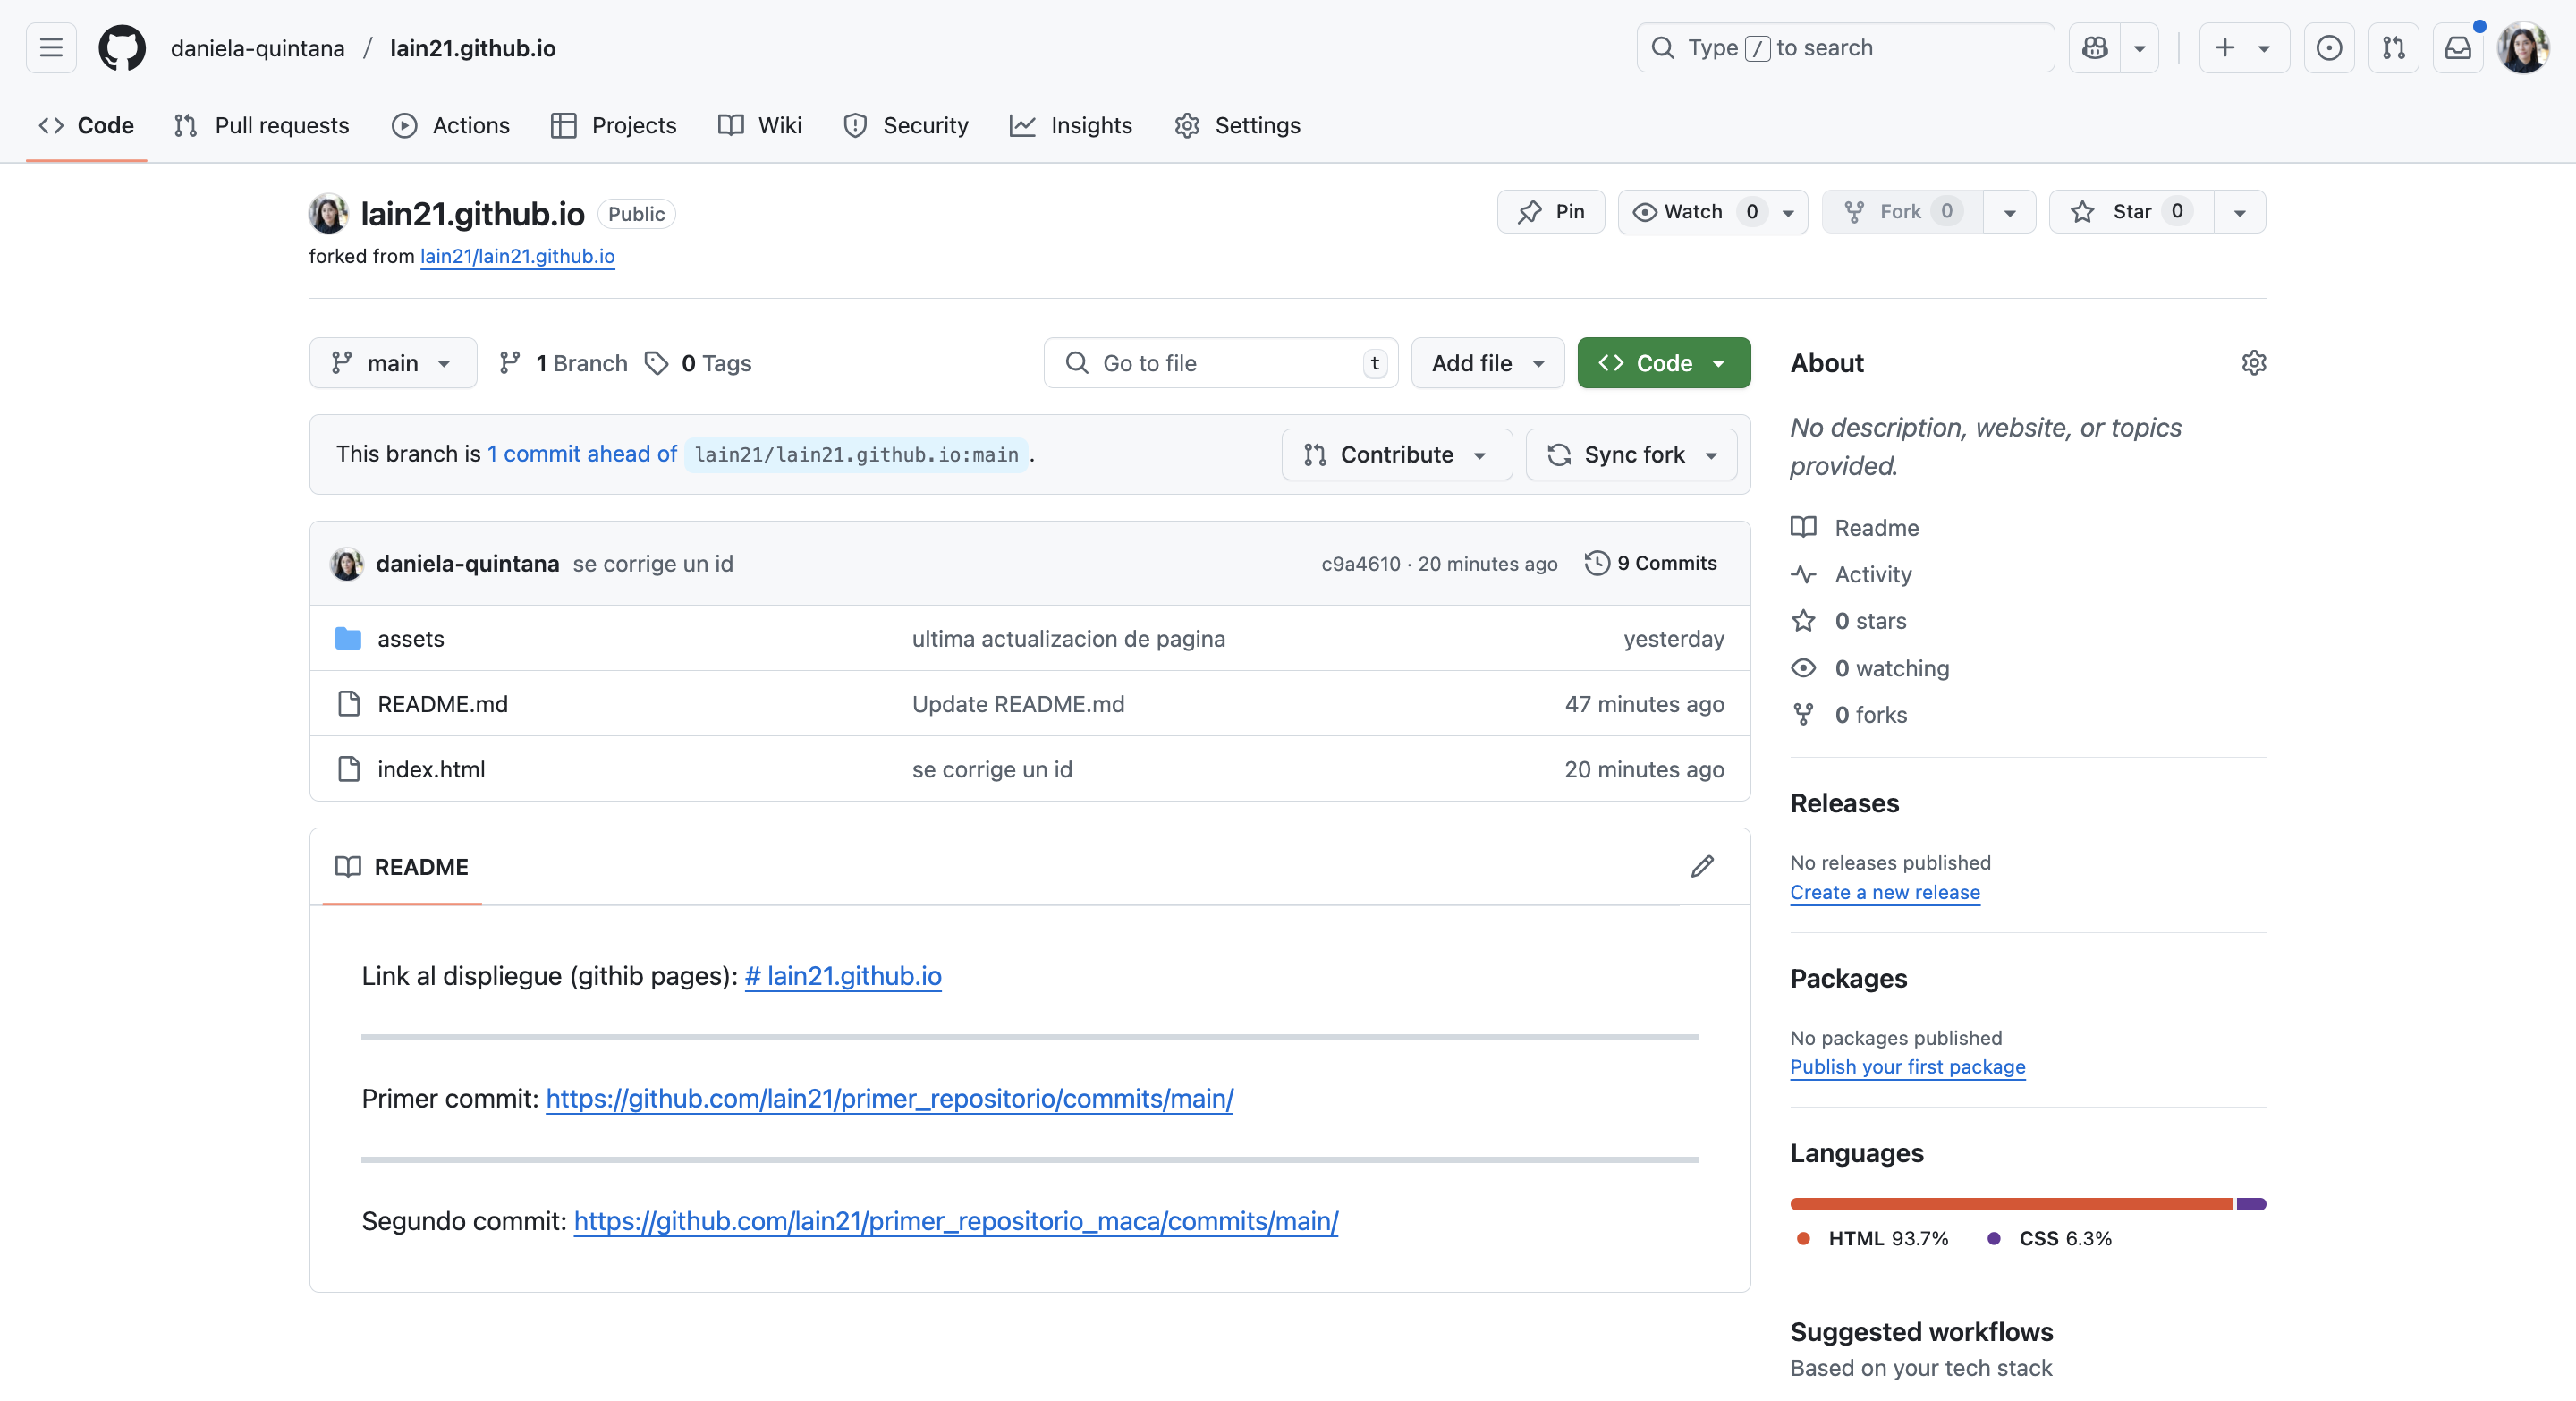 daniela-quintana / lain21.github.io
Type / to search
Code Pull requests Actions Projects Wiki Security Insights Settings
lain21.github.io Public
Pin Watch 0 Fork 0 Star 0
forked from lain21/lain21.github.io
main 1 Branch 0 Tags
Go to file t Add file Code
This branch is 1 commit ahead of lain21/lain21.github.io:main .
Contribute Sync fork
daniela-quintana se corrige un id c9a4610 · 20 minutes ago 9 Commits
assets ultima actualizacion de pagina yesterday
README.md Update README.md 47 minutes ago
index.html se corrige un id 20 minutes ago
README
Link al displiegue (githib pages): # lain21.github.io
Primer commit: https://github.com/lain21/primer_repositorio/commits/main/
Segundo commit: https://github.com/lain21/primer_repositorio_maca/commits/main/
About
No description, website, or topics
provided.
Readme
Activity
0 stars
0 watching
0 forks
Releases
No releases published
Create a new release
Packages
No packages published
Publish your first package
Languages
HTML 93.7% CSS 6.3%
Suggested workflows
Based on your tech stack